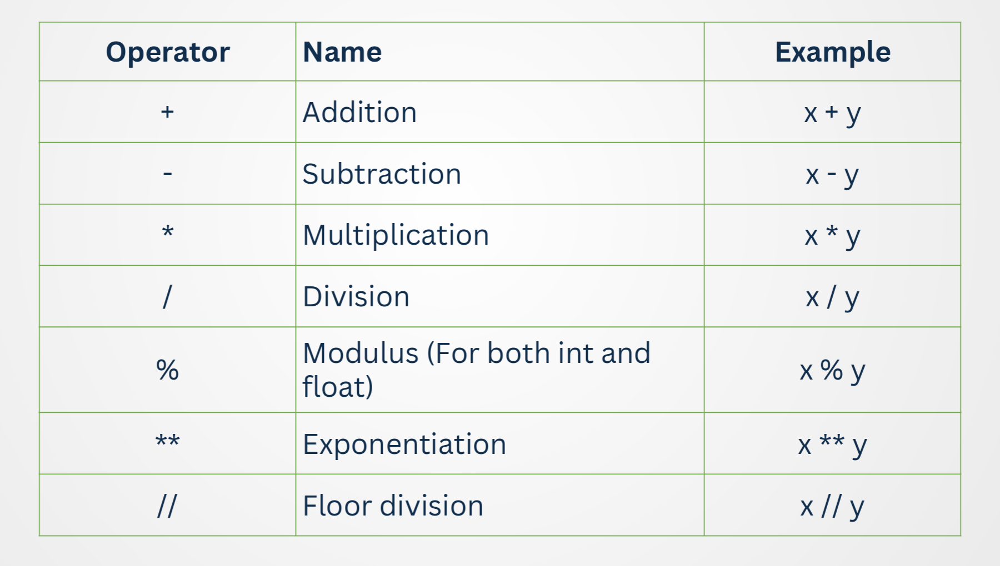 Operator Name Example
+ Addition x + y
- Subtraction x - y
* Multiplication x * y
/ Division x / y
% Modulus (For both int and
float) x % y
** Exponentiation x ** y
// Floor division x // y